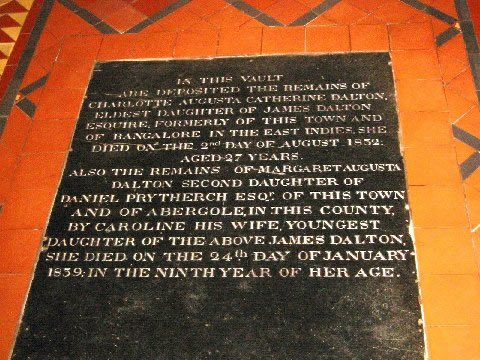 IN THIS VAULT
ARE DEPOSITED THE REMAINS OF
CHARLOTTE AUGUSTA CATHERINE DALTON,
ELDEST DAUGHTER OF JAMES DALTON
ESQUIRE, FORMERLY OF THIS TOWN AND
OF BANGALORE IN THE EAST INDIES, SHE
DIED ON THE 2nd DAY OF AUGUST 1832:
AGED 27 YEARS.
ALSO THE REMAINS OF MARGARET AUGUSTA
DALTON SECOND DAUGHTER OF
DANIEL PRYTHERCH ESQr. OF THIS TOWN
AND OF ABERGOLE, IN THIS COUNTY,
BY CAROLINE HIS WIFE, YOUNGEST
DAUGHTER OF THE ABOVE JAMES DALTON,
SHE DIED ON THE 24th DAY OF JANUARY
1839; IN THE NINTH YEAR OF HER AGE.